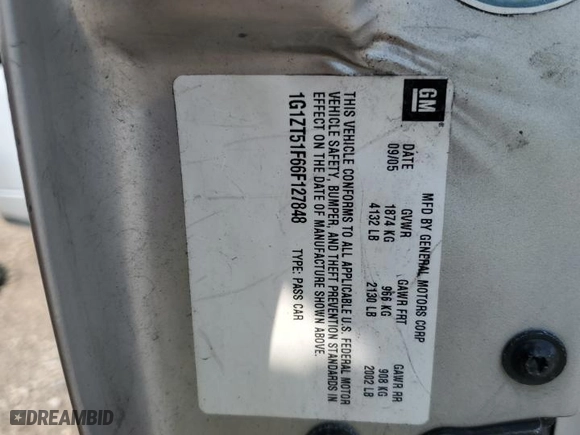 GM
MFD BY GENERAL MOTORS CORP
DATE GVWR GAWR FRT GAWR RR
09/05 1874 KG 966 KG 908 KG
4132 LB 2130 LB 2002 LB
THIS VEHICLE CONFORMS TO ALL APPLICABLE U.S. FEDERAL MOTOR
VEHICLE SAFETY, BUMPER, AND THEFT PREVENTION STANDARDS IN
EFFECT ON THE DATE OF MANUFACTURE SHOWN ABOVE.
1G1ZT51F66F127848 TYPE: PASS CAR
DREAMBID